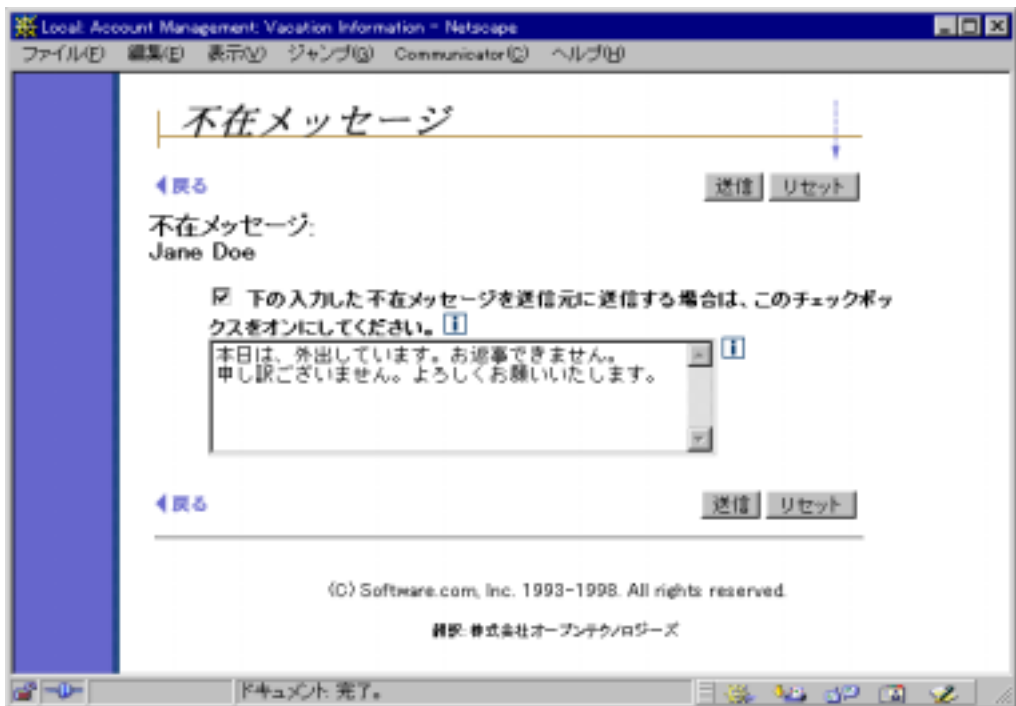 Local: Account Management: Vacation Information - Netscape
ファイル(F) 編集(E) 表示(V) ジャンプ(G) Communicator(C) ヘルプ(H)
不在メッセージ
戻る 送信 リセット
不在メッセージ:
Jane Doe
下の入力した不在メッセージを送信元に送信する場合は、このチェックボッ
クスをオンにしてください。
本日は、外出しています。お返事できません。
申し訳ございません。よろしくお願いいたします。
戻る 送信 リセット
(C) Software.com, Inc. 1993-1998. All rights reserved.
翻訳: 株式会社オープンテクノロジーズ
ドキュメント: 完了。